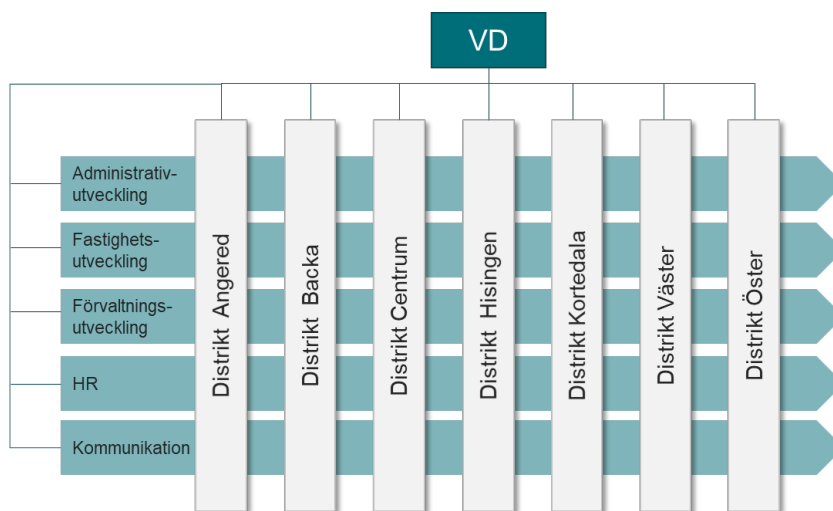 VD
Administrativ-
utveckling
Fastighets-
utveckling
Förvaltnings-
utveckling
HR
Kommunikation
Distrikt Angered
Distrikt Backa
Distrikt Centrum
Distrikt Hisingen
Distrikt Kortedala
Distrikt Väster
Distrikt Öster